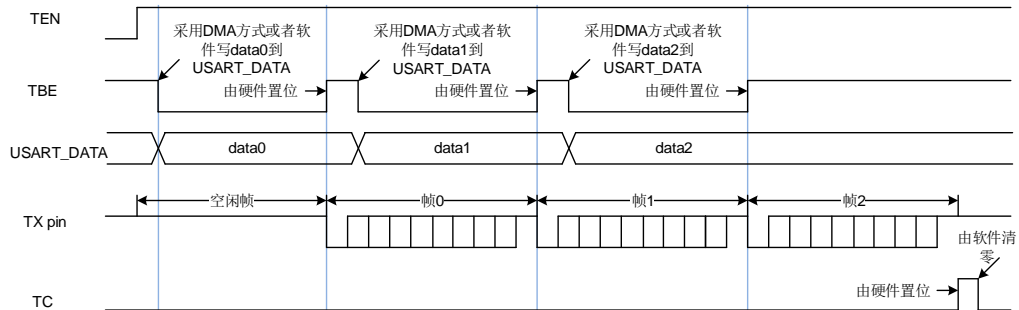 TEN
采用DMA方式或者软
件写data0到
USART_DATA
采用DMA方式或者软
件写data1到
USART_DATA
采用DMA方式或者软
件写data2到
USART_DATA
TBE
由硬件置位
由硬件置位
由硬件置位
USART_DATA
data0
data1
data2
空闲帧
帧0
帧1
帧2
TX pin
由软件清
零
由硬件置位
TC